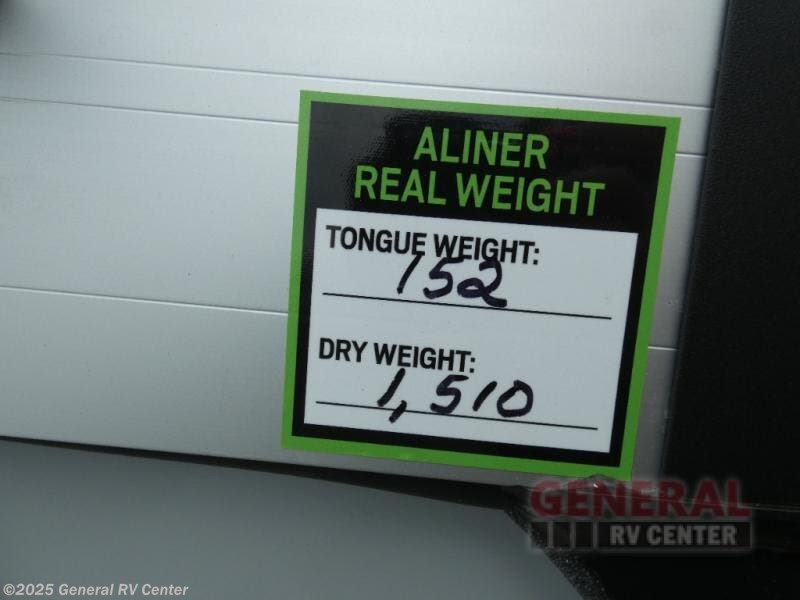 ALINER
REAL WEIGHT
TONGUE WEIGHT:
152
DRY WEIGHT:
1,510
GENERAL
RV CENTER
©2025 General RV Center